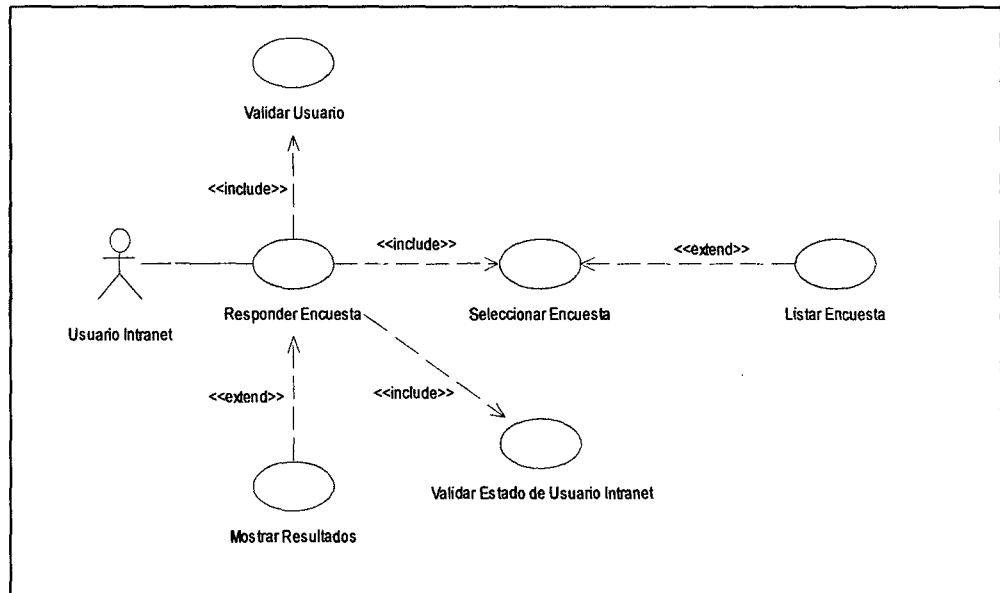 Validar Usuario
<<include>>
<<include>>
<<extend>>
Usuario Intranet
Responder Encuesta
Seleccionar Encuesta
Listar Encuesta
<<extend>>
<<include>>
Validar Estado de Usuario Intranet
Mostrar Resultados